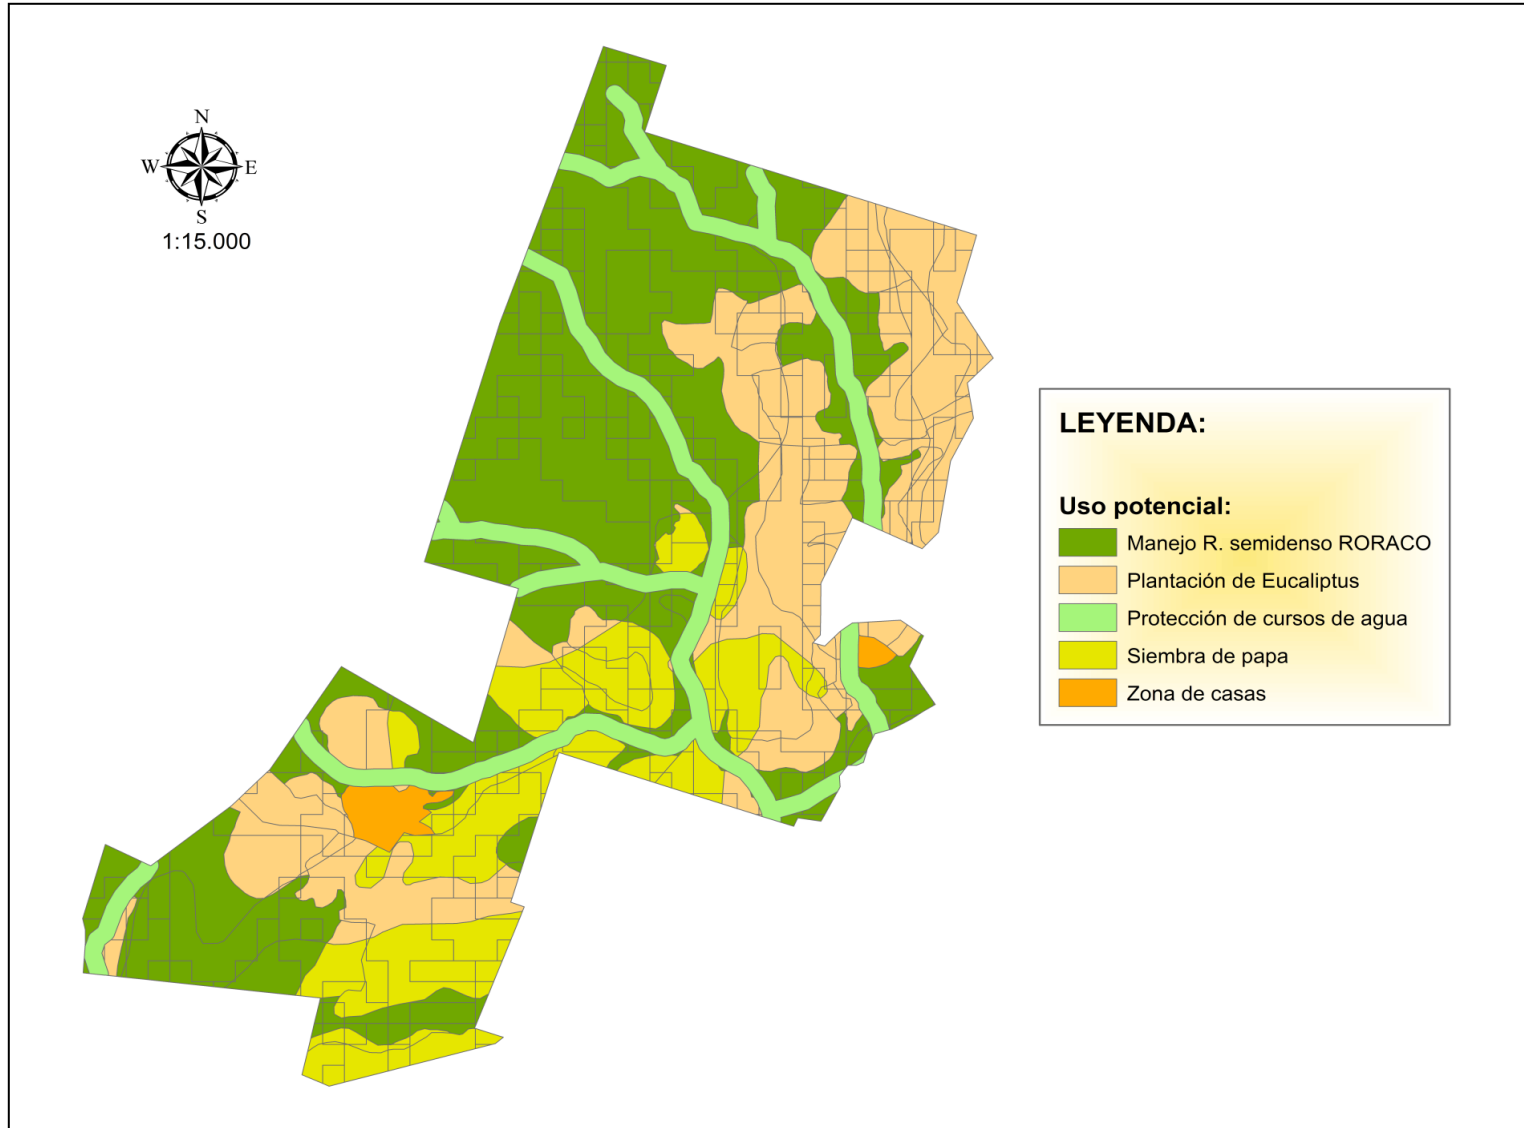 N
W E
S
1:15.000
LEYENDA:
Uso potencial:
Manejo R. semidenso RORACO
Plantación de Eucaliptus
Protección de cursos de agua
Siembra de papa
Zona de casas